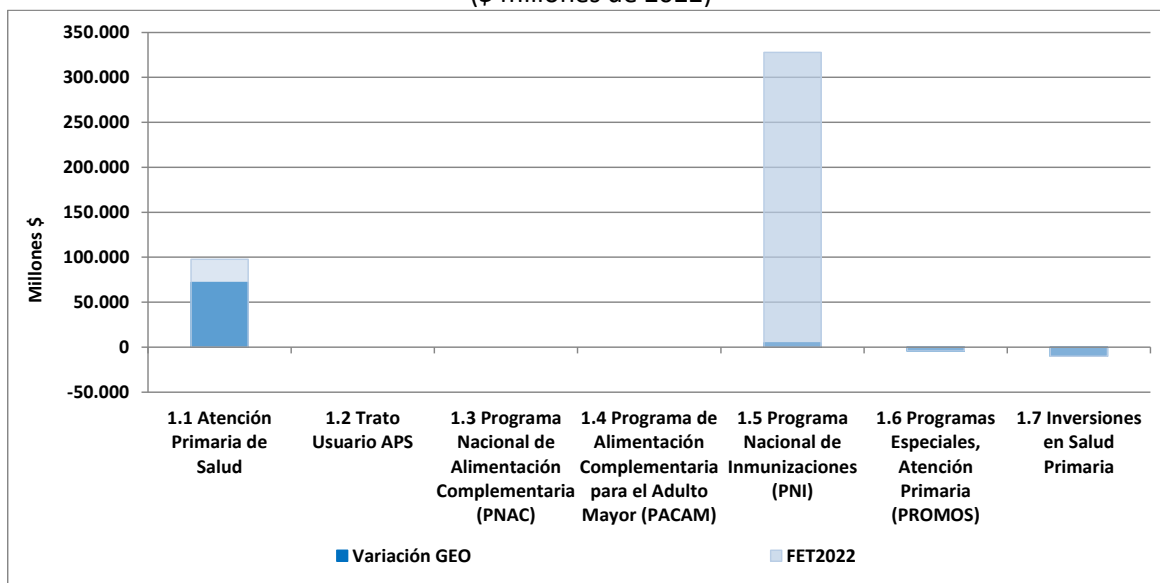 ($ millones de 2022)
350.000
300.000
250.000
200.000
150.000
100.000
50.000
0
-50.000
Millones $
1.1 Atención
Primaria de
Salud
1.2 Trato
Usuario APS
1.3 Programa
Nacional de
Alimentación
Complementaria
(PNAC)
1.4 Programa de
Alimentación
Complementaria
para el Adulto
Mayor (PACAM)
1.5 Programa
Nacional de
Inmunizaciones
(PNI)
1.6 Programas
Especiales,
Atención
Primaria
(PROMOS)
1.7 Inversiones
en Salud
Primaria
Variación GEO
FET2022